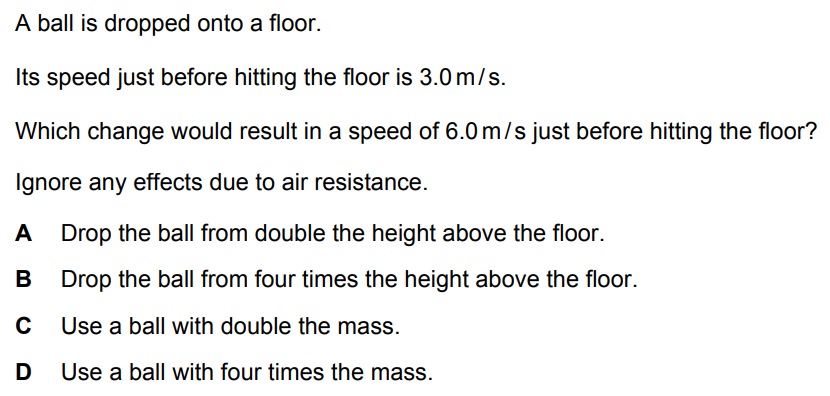 A ball is dropped onto a floor.
Its speed just before hitting the floor is 3.0 m / s.
Which change would result in a speed of 6.0 m / s just before hitting the floor?
Ignore any effects due to air resistance.
A Drop the ball from double the height above the floor.
B Drop the ball from four times the height above the floor.
C Use a ball with double the mass.
D Use a ball with four times the mass.